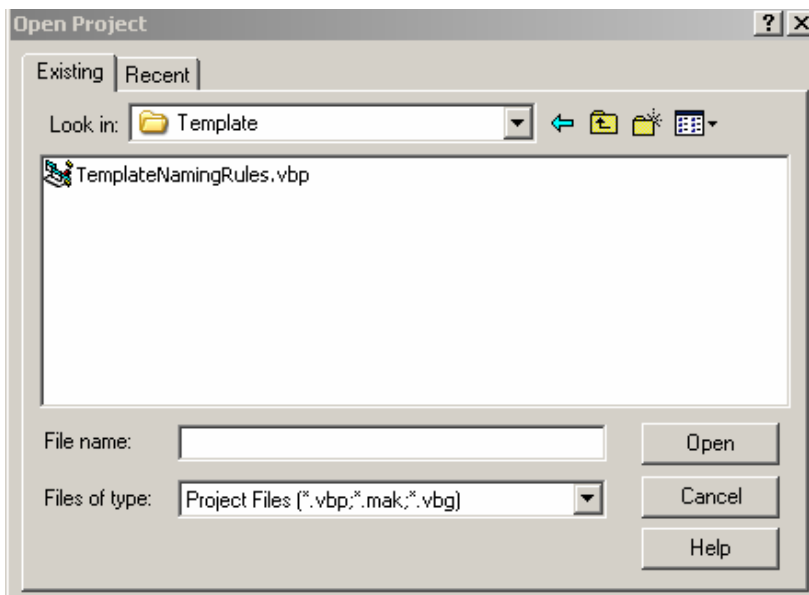 Open Project
Existing Recent
Look in: Template
TemplateNamingRules.vbp
File name: Open
Files of type: Project Files (*.vbp;*.mak;*.vbg) Cancel
Help